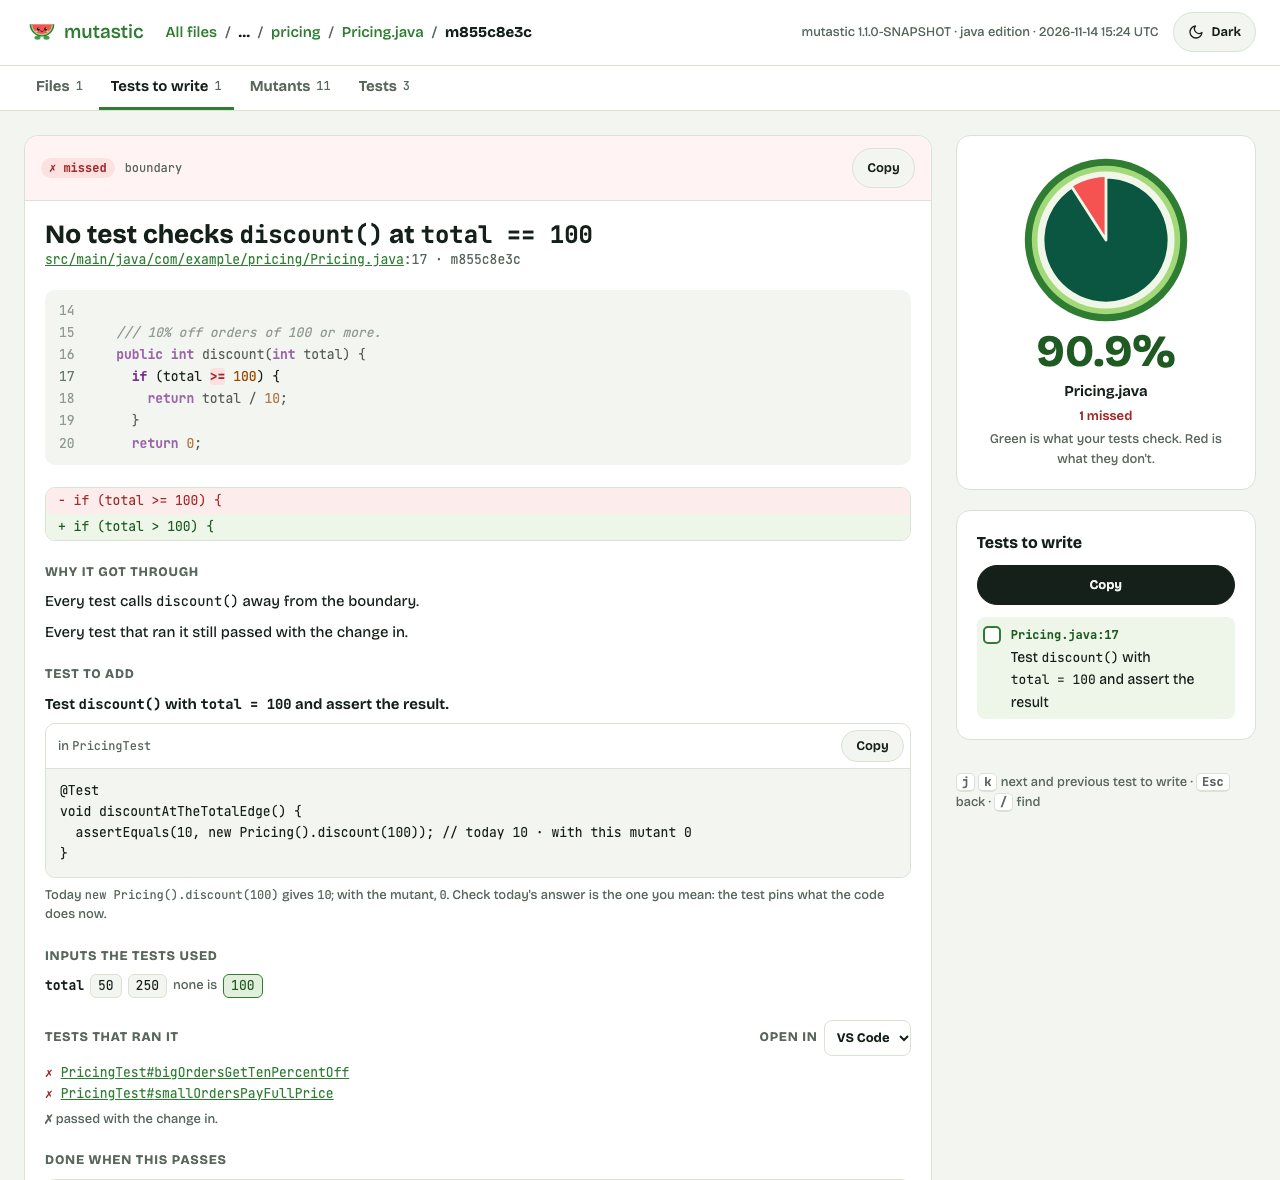 mutastic All files / ... / pricing / Pricing.java / m855c8e3c mutastic 1.1.0-SNAPSHOT · java edition · 2026-11-14 15:24 UTC Dark
Files 1 Tests to write 1 Mutants 11 Tests 3
✗ missed boundary Copy
No test checks discount() at total == 100
src/main/java/com/example/pricing/Pricing.java:17 · m855c8e3c
14
15 /// 10% off orders of 100 or more.
16 public int discount(int total) {
17 if (total >= 100) {
18 return total / 10;
19 }
20 return 0;
- if (total >= 100) {
+ if (total > 100) {
WHY IT GOT THROUGH
Every test calls discount() away from the boundary.
Every test that ran it still passed with the change in.
TEST TO ADD
Test discount() with total = 100 and assert the result.
in PricingTest Copy
@Test
void discountAtTheTotalEdge() {
assertEquals(10, new Pricing().discount(100)); // today 10 · with this mutant 0
}
Today new Pricing().discount(100) gives 10; with the mutant, 0. Check today's answer is the one you mean: the test pins what the code
does now.
INPUTS THE TESTS USED
total 50 250 none is 100
TESTS THAT RAN IT OPEN IN VS Code
✗ PricingTest#bigOrdersGetTenPercentOff
✗ PricingTest#smallOrdersPayFullPrice
✗ passed with the change in.
DONE WHEN THIS PASSES
90.9%
Pricing.java
1 missed
Green is what your tests check. Red is
what they don't.
Tests to write
Copy
Pricing.java:17
Test discount() with
total = 100 and assert the
result
j k next and previous test to write · Esc
back · / find